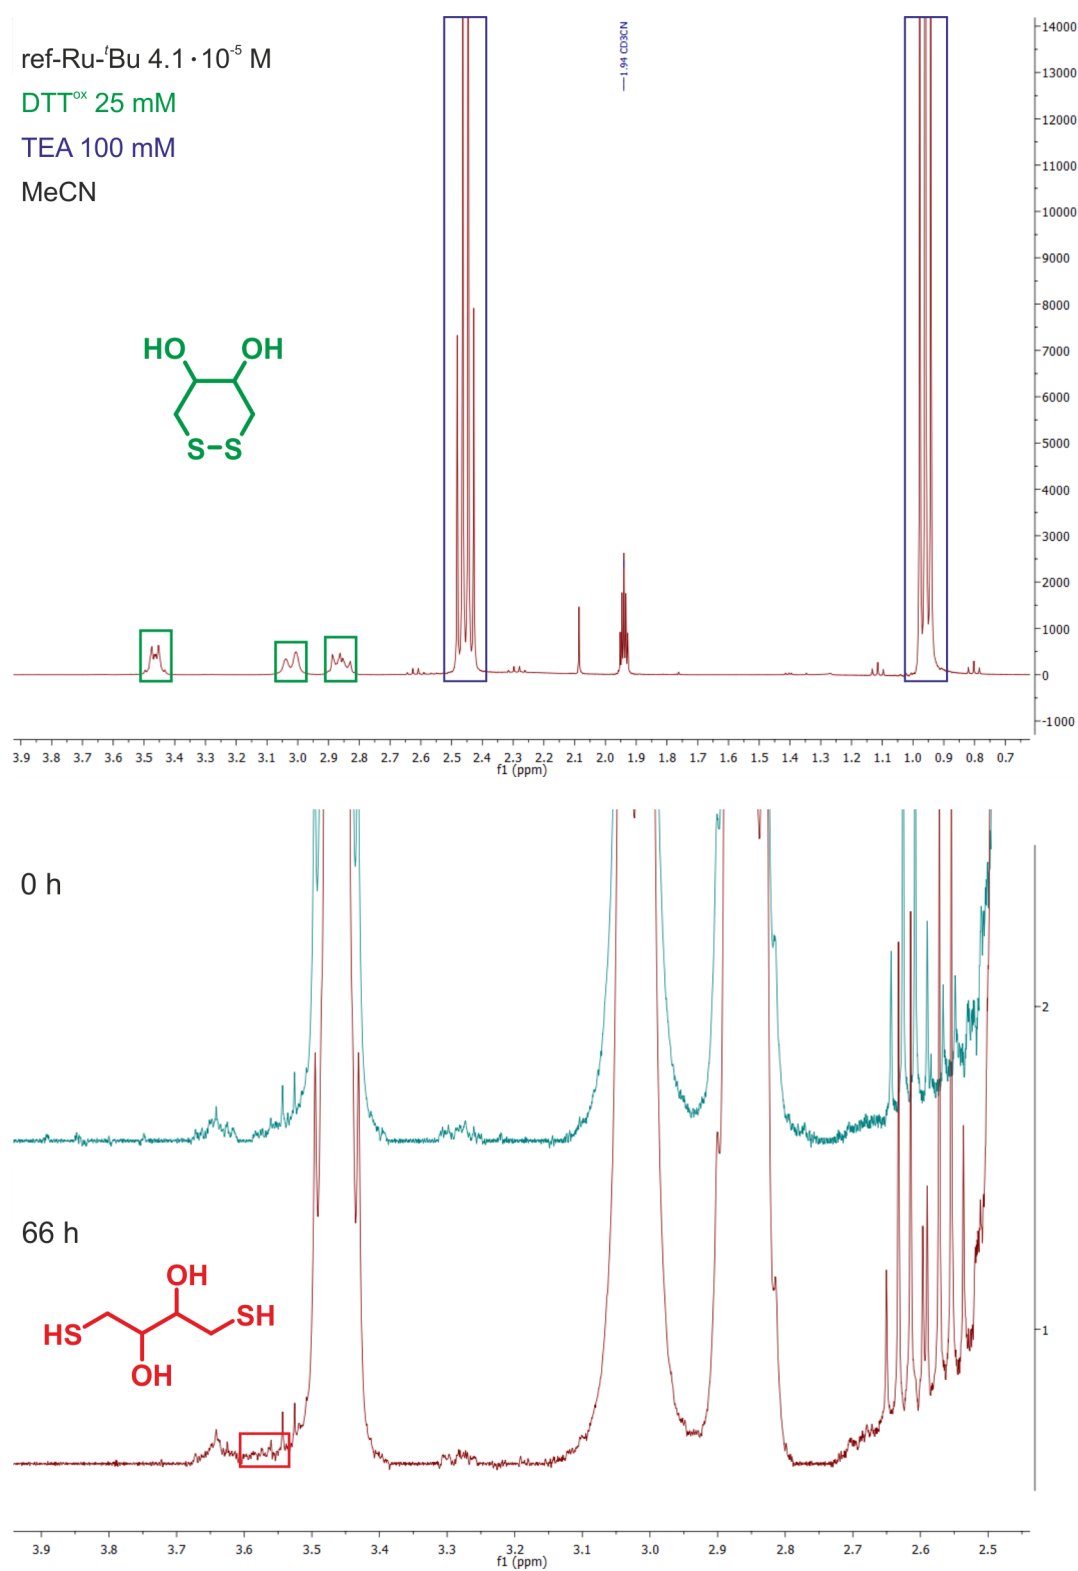 ref-Ru-ᵗBu 4.1 · 10⁻⁵ M
DTTᵒˣ 25 mM
TEA 100 mM
MeCN
1.94 CD3CN
14000
13000
12000
11000
10000
9000
8000
7000
6000
5000
4000
3000
2000
1000
0
-1000
HO OH
S-S
3.9 3.8 3.7 3.6 3.5 3.4 3.3 3.2 3.1 3.0 2.9 2.8 2.7 2.6 2.5 2.4 2.3 2.2 2.1 2.0 1.9 1.8 1.7 1.6 1.5 1.4 1.3 1.2 1.1 1.0 0.9 0.8 0.7
f1 (ppm)
0 h
2
66 h
OH
HS SH
OH
1
3.9 3.8 3.7 3.6 3.5 3.4 3.3 3.2 3.1 3.0 2.9 2.8 2.7 2.6 2.5
f1 (ppm)